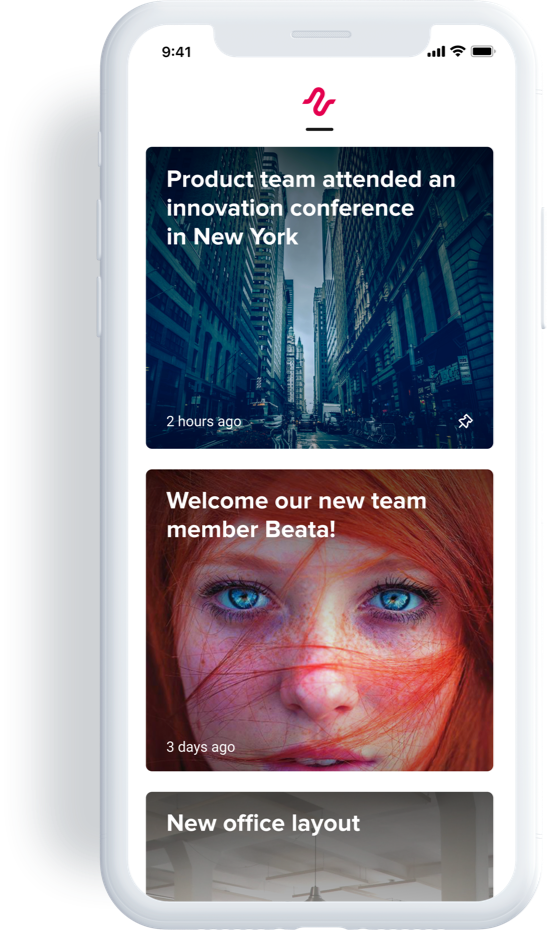 9:41
Product team attended an
innovation conference
in New York
2 hours ago
Welcome our new team
member Beata!
3 days ago
New office layout